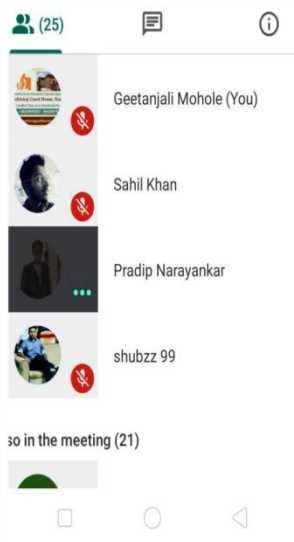 (25)
Geetanjali Mohole (You)
Sahil Khan
Pradip Narayankar
shubzz 99
so in the meeting (21)